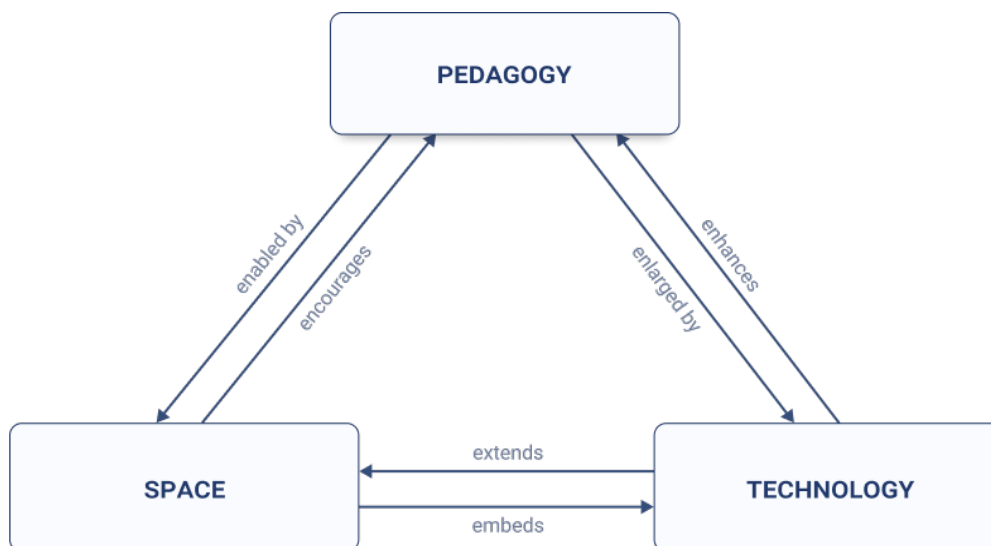 PEDAGOGY
enabled by
encourages
enlarged by
enhances
SPACE
extends
embeds
TECHNOLOGY